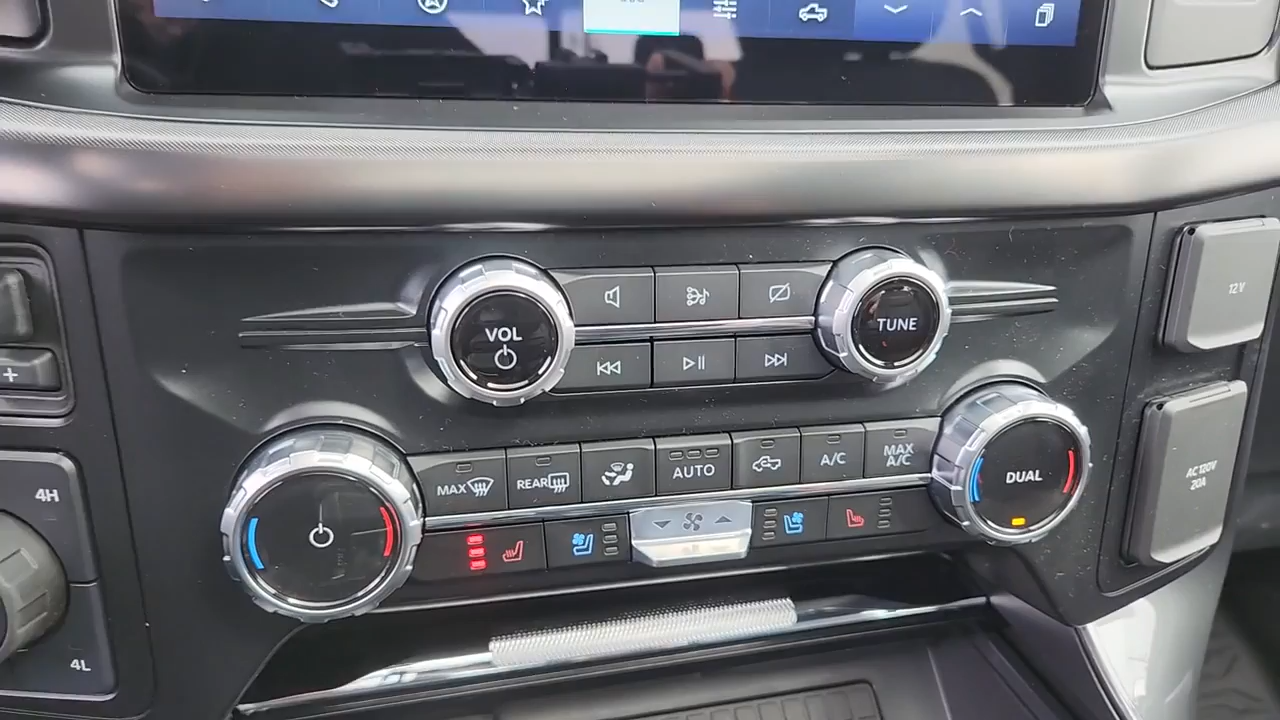 VOL
TUNE
12V
4H
MAX
REAR
AUTO
A/C
MAX
A/C
DUAL
AC 120V
20A
4L